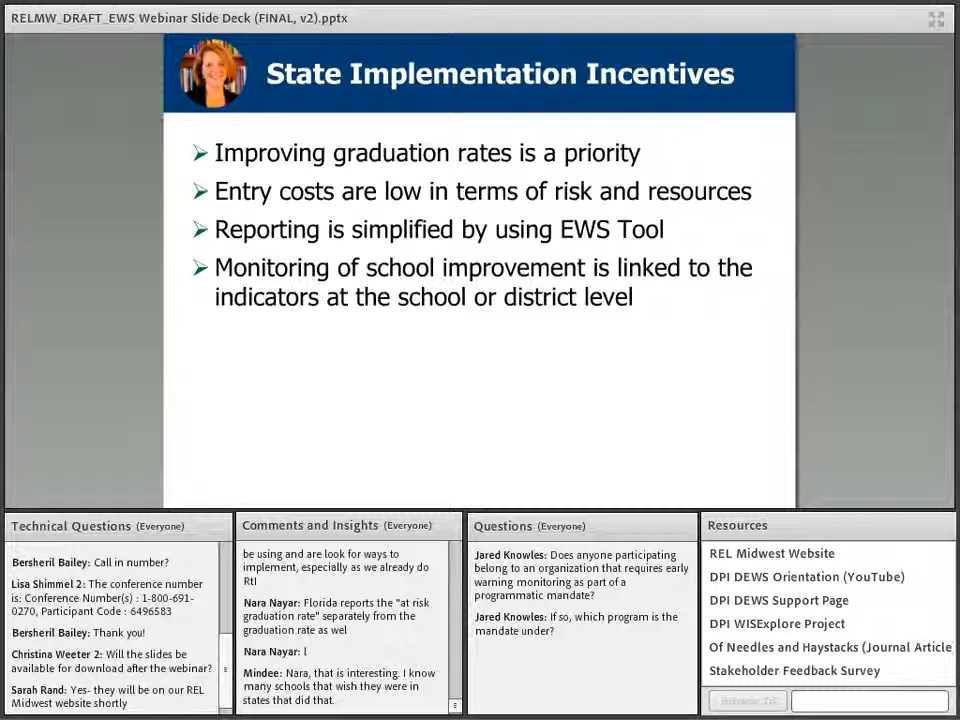 RELMW_DRAFT_EWS Webinar Slide Deck (FINAL, v2).pptx
State Implementation Incentives
Improving graduation rates is a priority
Entry costs are low in terms of risk and resources
Reporting is simplified by using EWS Tool
Monitoring of school improvement is linked to the
indicators at the school or district level
Technical Questions (Everyone)
Bersheril Bailey: Call in number?
Lisa Shimmel 2: The conference number
is: Conference Number(s) : 1-800-691-
0270, Participant Code : 6496583
Bersheril Bailey: Thank you!
Christina Weeter 2: Will the slides be
available for download after the webinar?
Sarah Rand: Yes- they will be on our REL
Midwest website shortly
Comments and Insights (Everyone)
be using and are look for ways to
implement, especially as we already do
RtI
Nara Nayar: Florida reports the "at risk
graduation rate" separately from the
graduation rate as wel
Nara Nayar: l
Mindee: Nara, that is interesting. I know
many schools that wish they were in
states that did that.
Questions (Everyone)
Jared Knowles: Does anyone participating
belong to an organization that requires early
warning monitoring as part of a
programmatic mandate?
Jared Knowles: If so, which program is the
mandate under?
Resources
REL Midwest Website
DPI DEWS Orientation (YouTube)
DPI DEWS Support Page
DPI WISExplore Project
Of Needles and Haystacks (Journal Article
Stakeholder Feedback Survey
Browse To